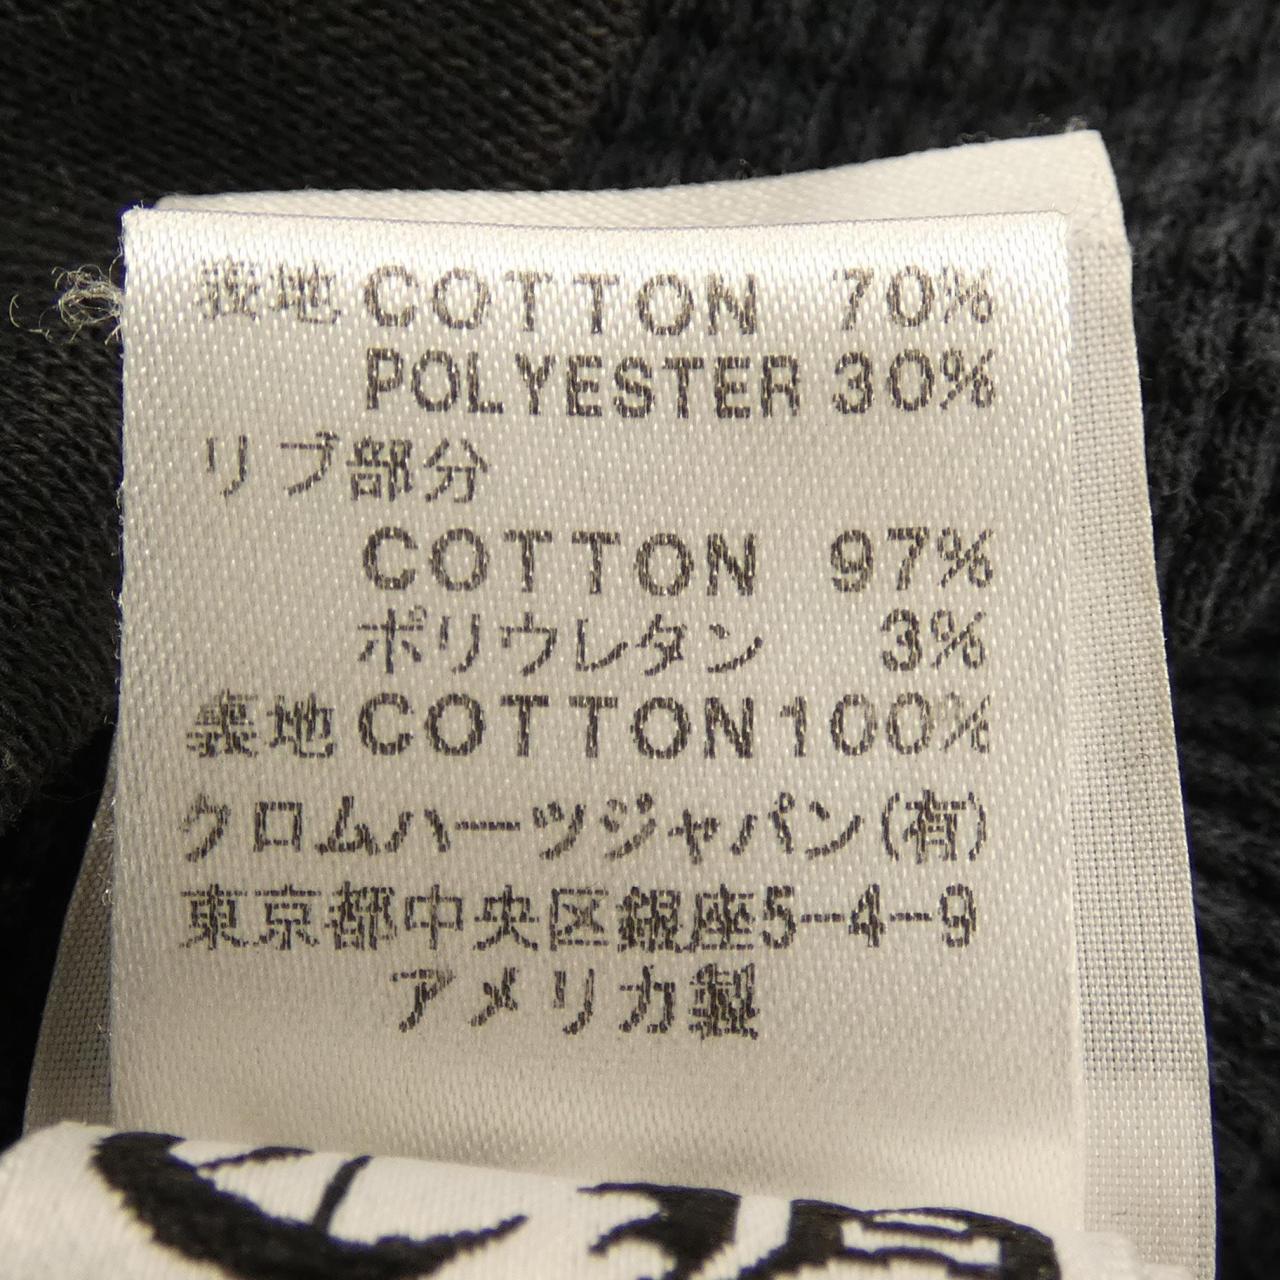 表地 COTTON 70%
POLYESTER 30%
リブ部分
COTTON 97%
ポリウレタン 3%
裏地 COTTON 100%
クロムハーツジャパン(有)
東京都中央区銀座5-4-9
アメリカ製